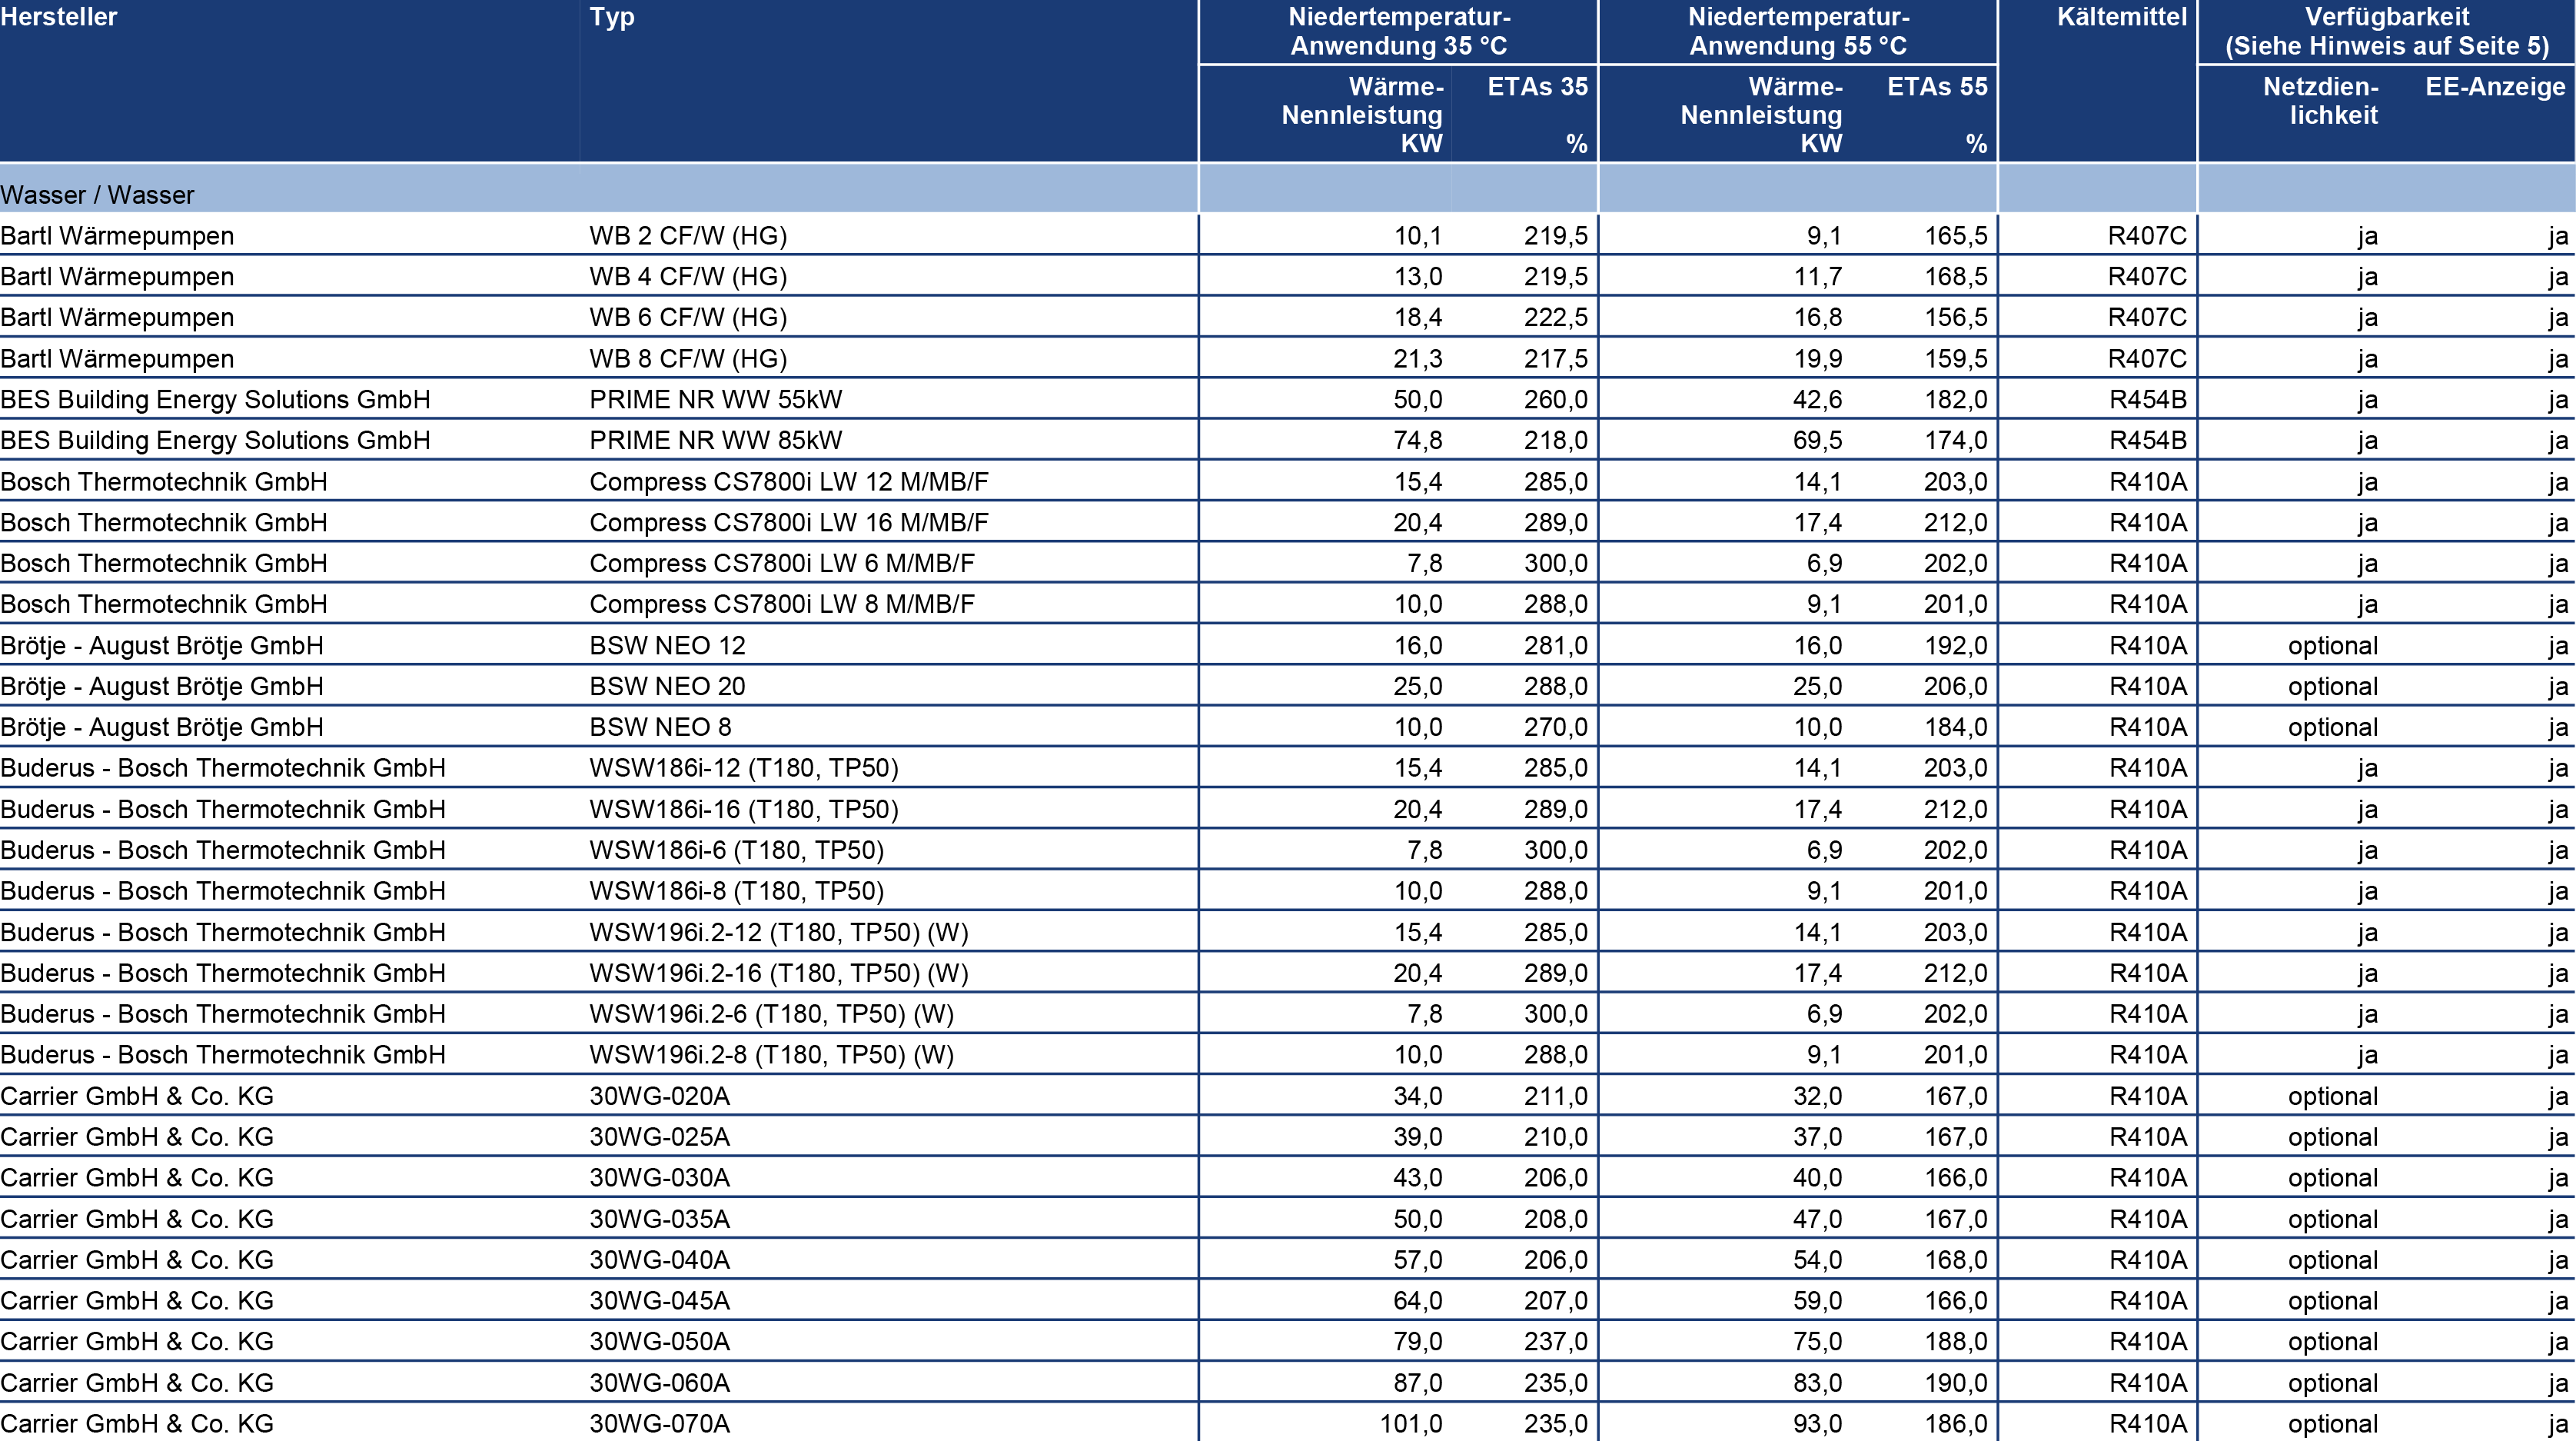 Hersteller Typ Niedertemperatur- Niedertemperatur- Kältemittel Verfügbarkeit
Anwendung 35 °C Anwendung 55 °C (Siehe Hinweis auf Seite 5)
Wärme- ETAs 35 Wärme- ETAs 55 Netzdien- EE-Anzeige
Nennleistung Nennleistung lichkeit
KW % KW %
Wasser / Wasser
Bartl Wärmepumpen WB 2 CF/W (HG) 10,1 219,5 9,1 165,5 R407C ja ja
Bartl Wärmepumpen WB 4 CF/W (HG) 13,0 219,5 11,7 168,5 R407C ja ja
Bartl Wärmepumpen WB 6 CF/W (HG) 18,4 222,5 16,8 156,5 R407C ja ja
Bartl Wärmepumpen WB 8 CF/W (HG) 21,3 217,5 19,9 159,5 R407C ja ja
BES Building Energy Solutions GmbH PRIME NR WW 55kW 50,0 260,0 42,6 182,0 R454B ja ja
BES Building Energy Solutions GmbH PRIME NR WW 85kW 74,8 218,0 69,5 174,0 R454B ja ja
Bosch Thermotechnik GmbH Compress CS7800i LW 12 M/MB/F 15,4 285,0 14,1 203,0 R410A ja ja
Bosch Thermotechnik GmbH Compress CS7800i LW 16 M/MB/F 20,4 289,0 17,4 212,0 R410A ja ja
Bosch Thermotechnik GmbH Compress CS7800i LW 6 M/MB/F 7,8 300,0 6,9 202,0 R410A ja ja
Bosch Thermotechnik GmbH Compress CS7800i LW 8 M/MB/F 10,0 288,0 9,1 201,0 R410A ja ja
Brötje - August Brötje GmbH BSW NEO 12 16,0 281,0 16,0 192,0 R410A optional ja
Brötje - August Brötje GmbH BSW NEO 20 25,0 288,0 25,0 206,0 R410A optional ja
Brötje - August Brötje GmbH BSW NEO 8 10,0 270,0 10,0 184,0 R410A optional ja
Buderus - Bosch Thermotechnik GmbH WSW186i-12 (T180, TP50) 15,4 285,0 14,1 203,0 R410A ja ja
Buderus - Bosch Thermotechnik GmbH WSW186i-16 (T180, TP50) 20,4 289,0 17,4 212,0 R410A ja ja
Buderus - Bosch Thermotechnik GmbH WSW186i-6 (T180, TP50) 7,8 300,0 6,9 202,0 R410A ja ja
Buderus - Bosch Thermotechnik GmbH WSW186i-8 (T180, TP50) 10,0 288,0 9,1 201,0 R410A ja ja
Buderus - Bosch Thermotechnik GmbH WSW196i.2-12 (T180, TP50) (W) 15,4 285,0 14,1 203,0 R410A ja ja
Buderus - Bosch Thermotechnik GmbH WSW196i.2-16 (T180, TP50) (W) 20,4 289,0 17,4 212,0 R410A ja ja
Buderus - Bosch Thermotechnik GmbH WSW196i.2-6 (T180, TP50) (W) 7,8 300,0 6,9 202,0 R410A ja ja
Buderus - Bosch Thermotechnik GmbH WSW196i.2-8 (T180, TP50) (W) 10,0 288,0 9,1 201,0 R410A ja ja
Carrier GmbH & Co. KG 30WG-020A 34,0 211,0 32,0 167,0 R410A optional ja
Carrier GmbH & Co. KG 30WG-025A 39,0 210,0 37,0 167,0 R410A optional ja
Carrier GmbH & Co. KG 30WG-030A 43,0 206,0 40,0 166,0 R410A optional ja
Carrier GmbH & Co. KG 30WG-035A 50,0 208,0 47,0 167,0 R410A optional ja
Carrier GmbH & Co. KG 30WG-040A 57,0 206,0 54,0 168,0 R410A optional ja
Carrier GmbH & Co. KG 30WG-045A 64,0 207,0 59,0 166,0 R410A optional ja
Carrier GmbH & Co. KG 30WG-050A 79,0 237,0 75,0 188,0 R410A optional ja
Carrier GmbH & Co. KG 30WG-060A 87,0 235,0 83,0 190,0 R410A optional ja
Carrier GmbH & Co. KG 30WG-070A 101,0 235,0 93,0 186,0 R410A optional ja